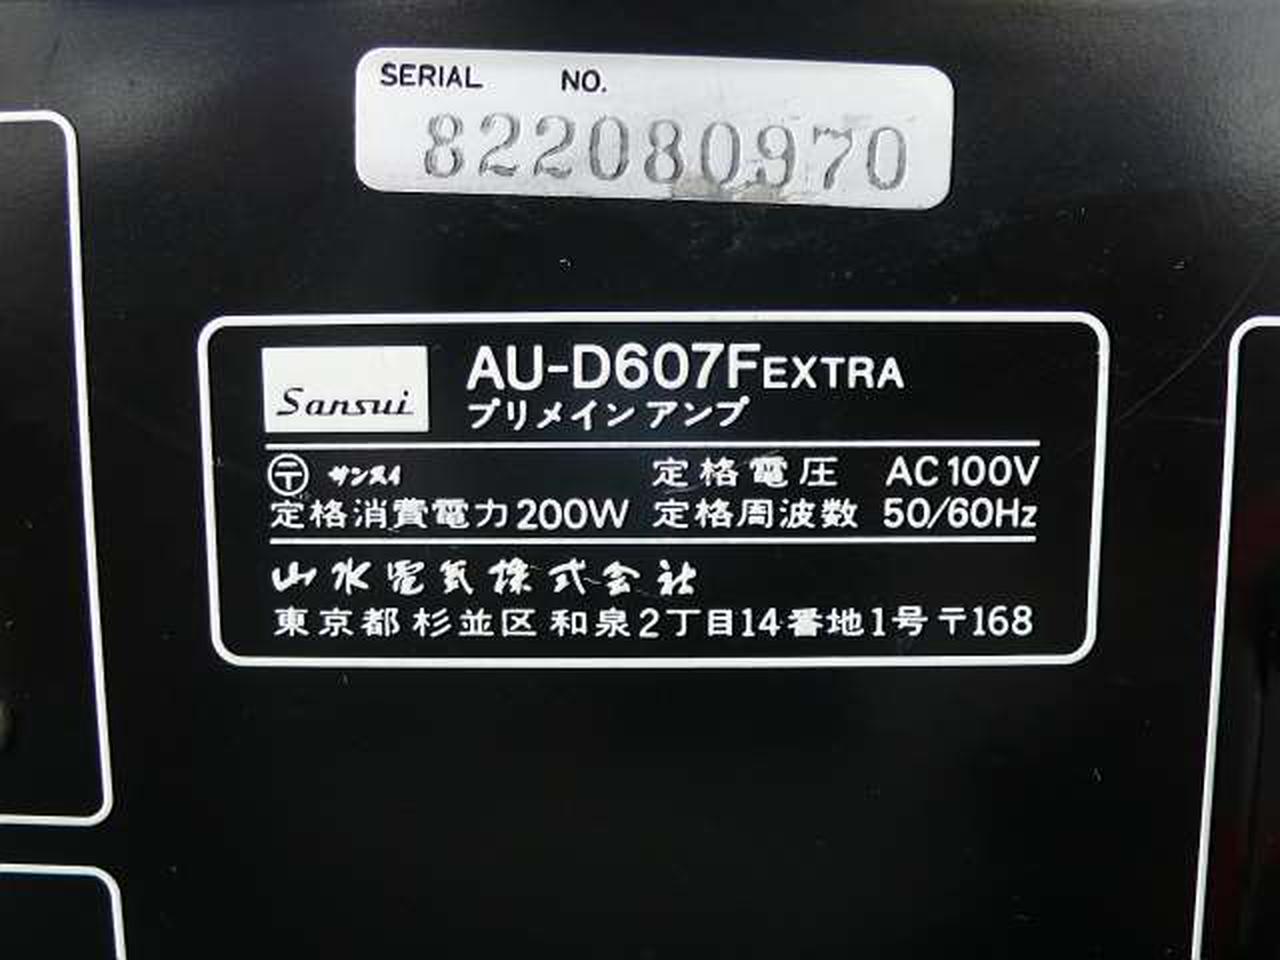 SERIAL NO.
822080970
Sansui
AU-D607F EXTRA
プリメインアンプ
〒 サンスイ 定格電圧 AC100V
定格消費電力200W 定格周波数 50/60Hz
山水電気株式会社
東京都杉並区和泉2丁目14番地1号〒168